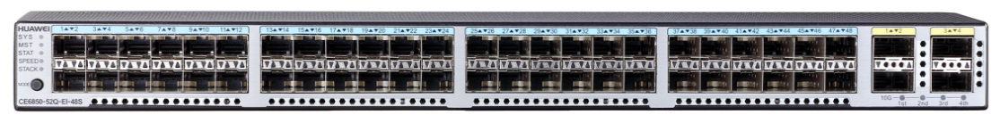 HUAWEI
SYS
MST
STAT
SPEED
STACK
MODE
1▲▼2 3▲▼4 5▲▼6 7▲▼8 9▲▼10 11▲▼12
13▲▼14 15▲▼16 17▲▼18 19▲▼20 21▲▼22 23▲▼24
25▲▼26 27▲▼28 29▲▼30 31▲▼32 33▲▼34 35▲▼36
37▲▼38 39▲▼40 41▲▼42 43▲▼44 45▲▼46 47▲▼48
1▲▼2
3▲▼4
CE6850-52Q-EI-48S
10G 1st 2nd 3rd 4th